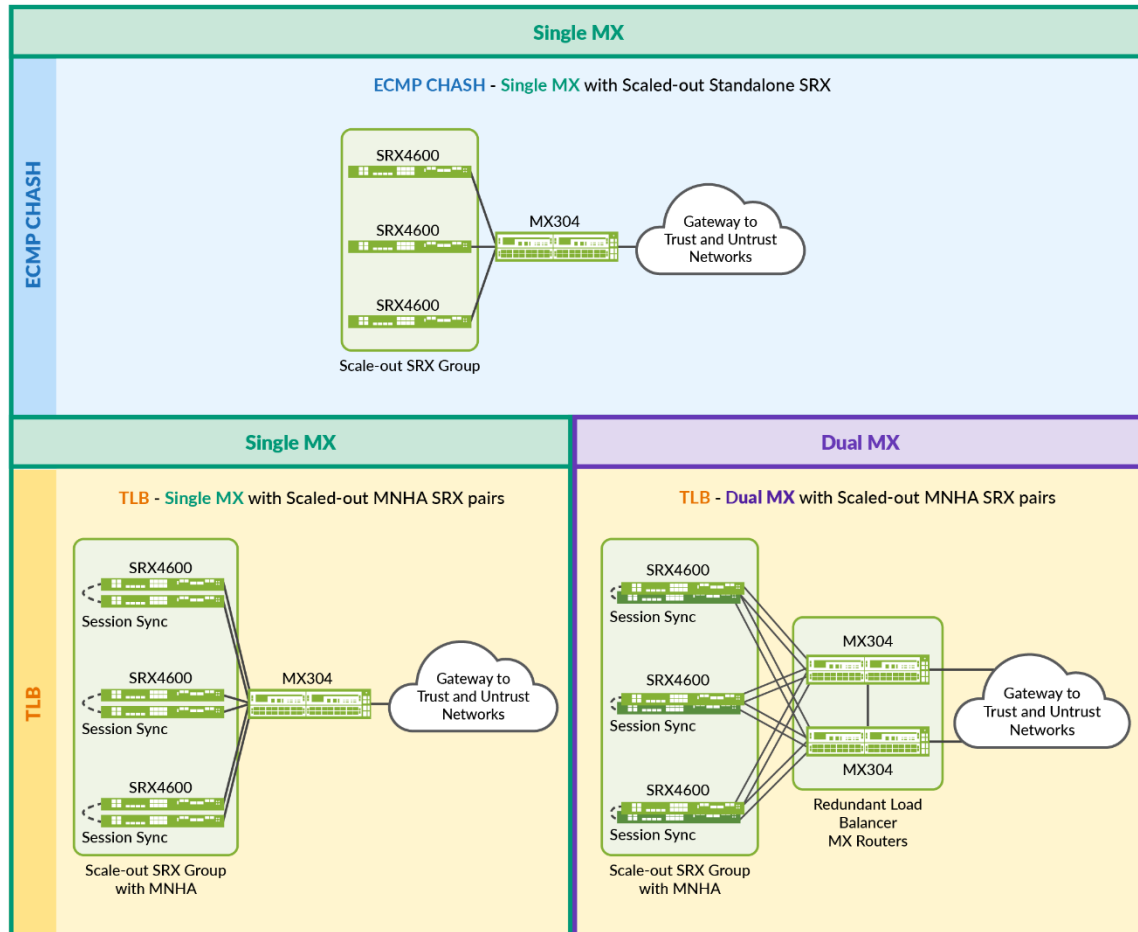 Single MX
ECMP CHASH
ECMP CHASH - Single MX with Scaled-out Standalone SRX
SRX4600
SRX4600
SRX4600
Scale-out SRX Group
MX304
Gateway to
Trust and Untrust
Networks
Single MX
TLB
TLB - Single MX with Scaled-out MNHA SRX pairs
SRX4600
Session Sync
SRX4600
Session Sync
SRX4600
Session Sync
Scale-out SRX Group
with MNHA
MX304
Gateway to
Trust and Untrust
Networks
Dual MX
TLB - Dual MX with Scaled-out MNHA SRX pairs
SRX4600
Session Sync
SRX4600
Session Sync
SRX4600
Session Sync
Scale-out SRX Group
with MNHA
MX304
MX304
Redundant Load
Balancer
MX Routers
Gateway to
Trust and Untrust
Networks